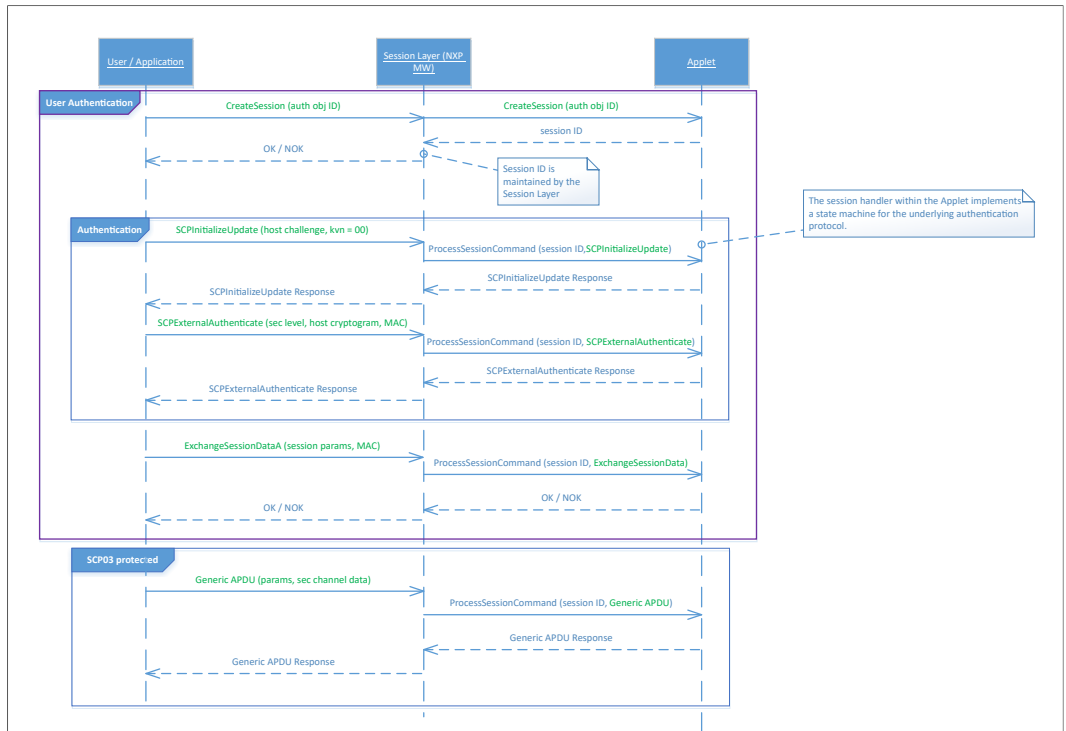 User / Application
Session Layer (NXP
MW)
Applet
User Authentication
CreateSession (auth obj ID)
CreateSession (auth obj ID)
session ID
OK / NOK
Session ID is
maintained by the
Session Layer
The session handler within the Applet implements
a state machine for the underlying authentication
protocol.
Authentication
SCPInitializeUpdate (host challenge, kvn = 00)
ProcessSessionCommand (session ID,SCPInitializeUpdate)
SCPInitializeUpdate Response
SCPInitializeUpdate Response
SCPExternalAuthenticate (sec level, host cryptogram, MAC)
ProcessSessionCommand (session ID, SCPExternalAuthenticate)
SCPExternalAuthenticate Response
SCPExternalAuthenticate Response
ExchangeSessionDataA (session params, MAC)
ProcessSessionCommand (session ID, ExchangeSessionData)
OK / NOK
OK / NOK
SCP03 protected
Generic APDU (params, sec channel data)
ProcessSessionCommand (session ID, Generic APDU)
Generic APDU Response
Generic APDU Response